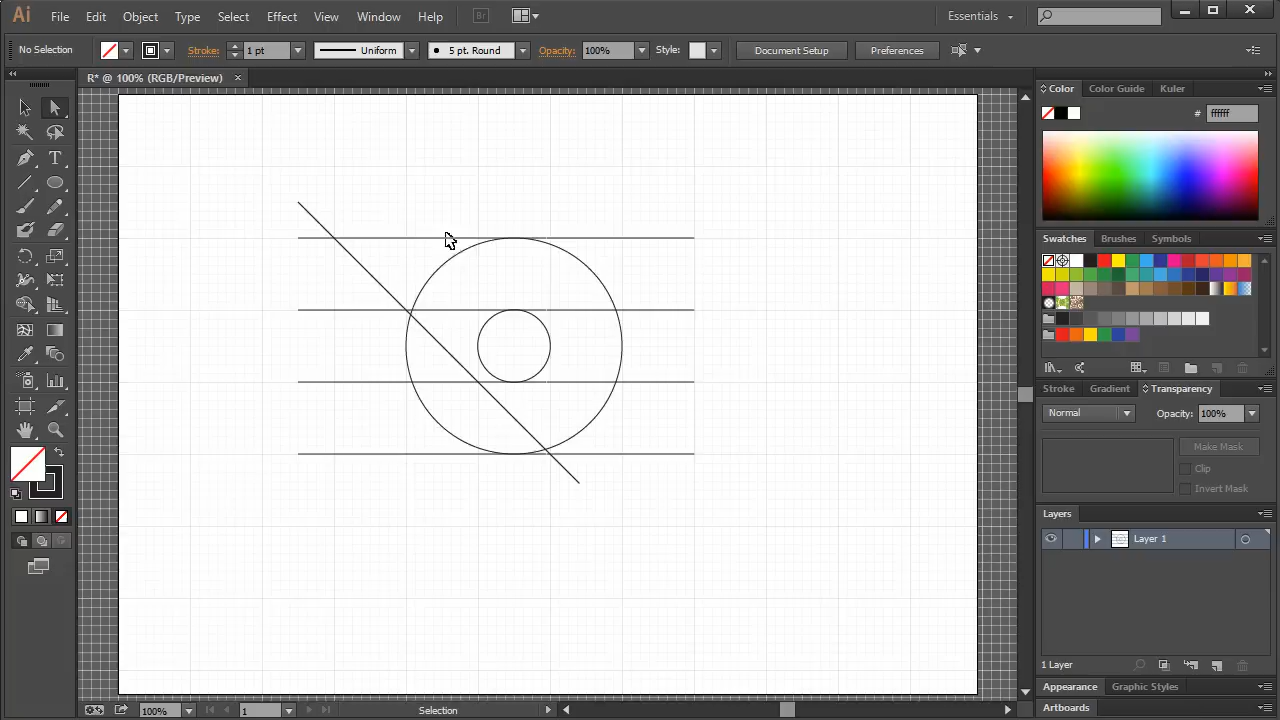 Ai File Edit Object Type Select Effect View Window Help Br Essentials
No Selection Stroke: 1 pt Uniform 5 pt. Round Opacity: 100% Style: Document Setup Preferences
R* @ 100% (RGB/Preview)
Color Color Guide Kuler
# ffffff
Swatches Brushes Symbols
Stroke Gradient Transparency
Normal Opacity: 100%
Make Mask
Clip
Invert Mask
Layers
Layer 1
1 Layer
Appearance Graphic Styles
Artboards
100% 1 Selection